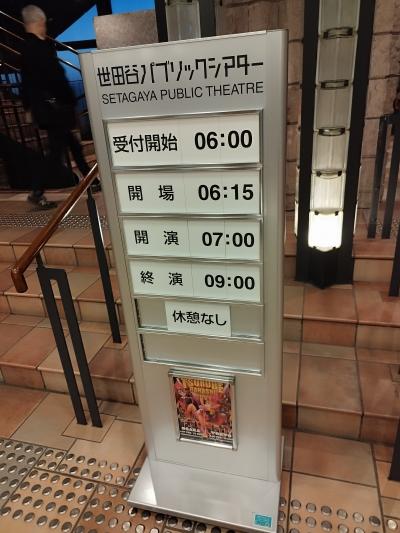 世田谷パブリックシアター
SETAGAYA PUBLIC THEATRE
受付開始 06:00
開場 06:15
開演 07:00
終演 09:00
休憩なし